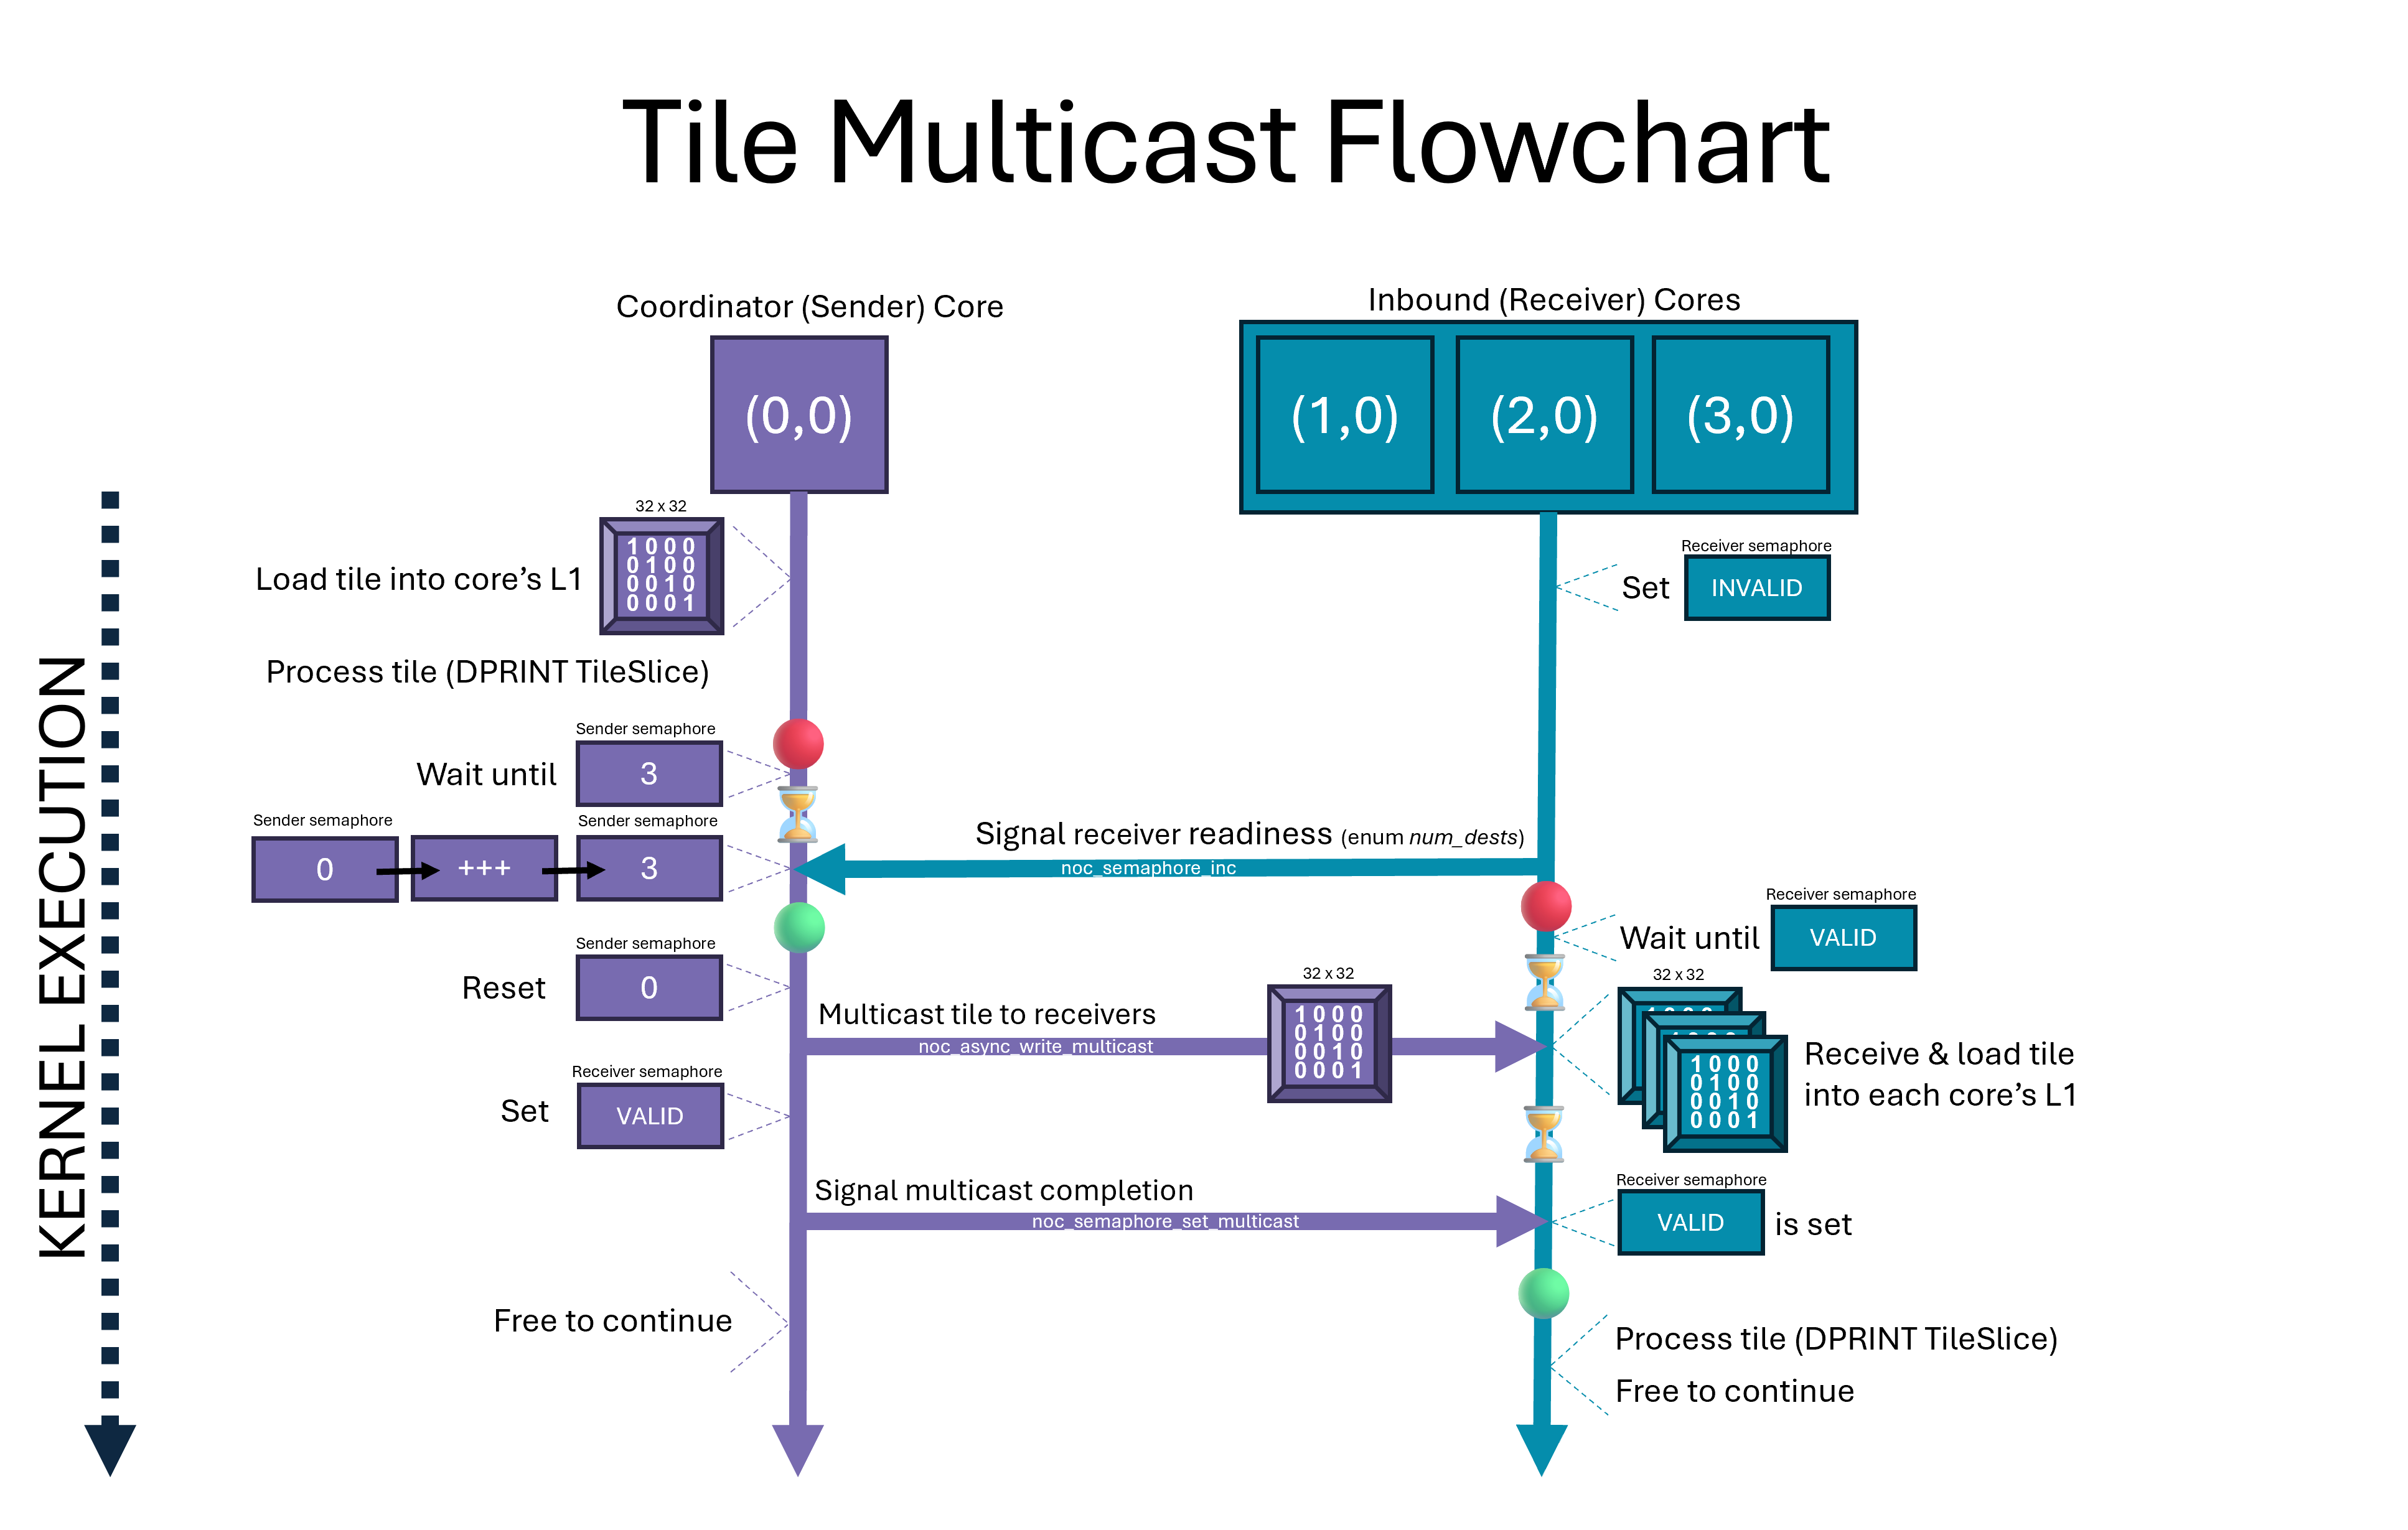 Tile Multicast Flowchart
Coordinator (Sender) Core
Inbound (Receiver) Cores
(0,0)
(1,0)
(2,0)
(3,0)
KERNEL EXECUTION
32 x 32
1 0 0 0
0 1 0 0
0 0 1 0
0 0 0 1
Load tile into core’s L1
Receiver semaphore
Set
INVALID
Process tile (DPRINT TileSlice)
Sender semaphore
Wait until
3
Sender semaphore
0
+++
Sender semaphore
3
Signal receiver readiness (enum num_dests)
noc_semaphore_inc
Receiver semaphore
Wait until
VALID
Sender semaphore
Reset
0
Multicast tile to receivers
noc_async_write_multicast
32 x 32
1 0 0 0
0 1 0 0
0 0 1 0
0 0 0 1
32 x 32
1 0 0 0
0 1 0 0
0 0 1 0
0 0 0 1
Receive & load tile
into each core’s L1
Receiver semaphore
Set
VALID
Signal multicast completion
noc_semaphore_set_multicast
Receiver semaphore
VALID
is set
Free to continue
Process tile (DPRINT TileSlice)
Free to continue